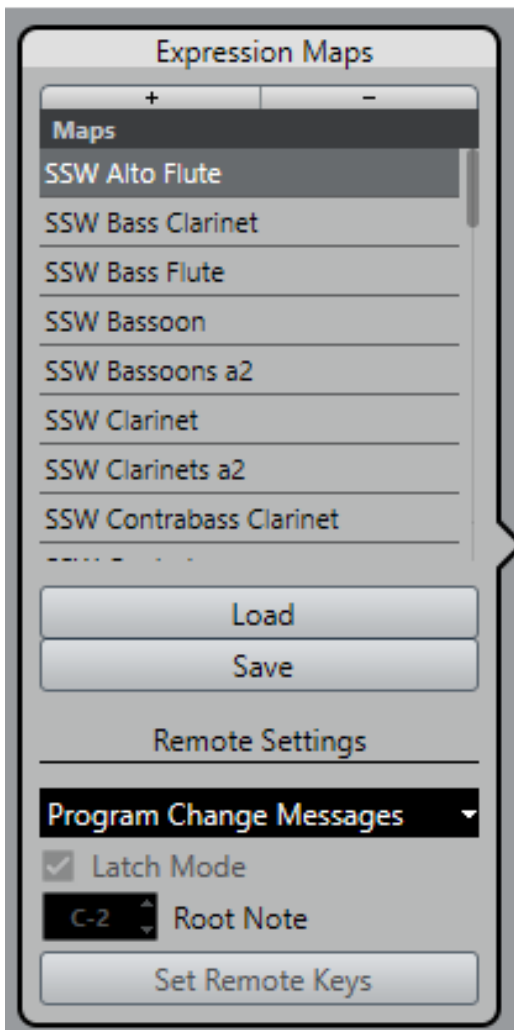 Expression Maps
+ −
Maps
SSW Alto Flute
SSW Bass Clarinet
SSW Bass Flute
SSW Bassoon
SSW Bassoons a2
SSW Clarinet
SSW Clarinets a2
SSW Contrabass Clarinet
Load
Save
Remote Settings
Program Change Messages
Latch Mode
C-2 Root Note
Set Remote Keys